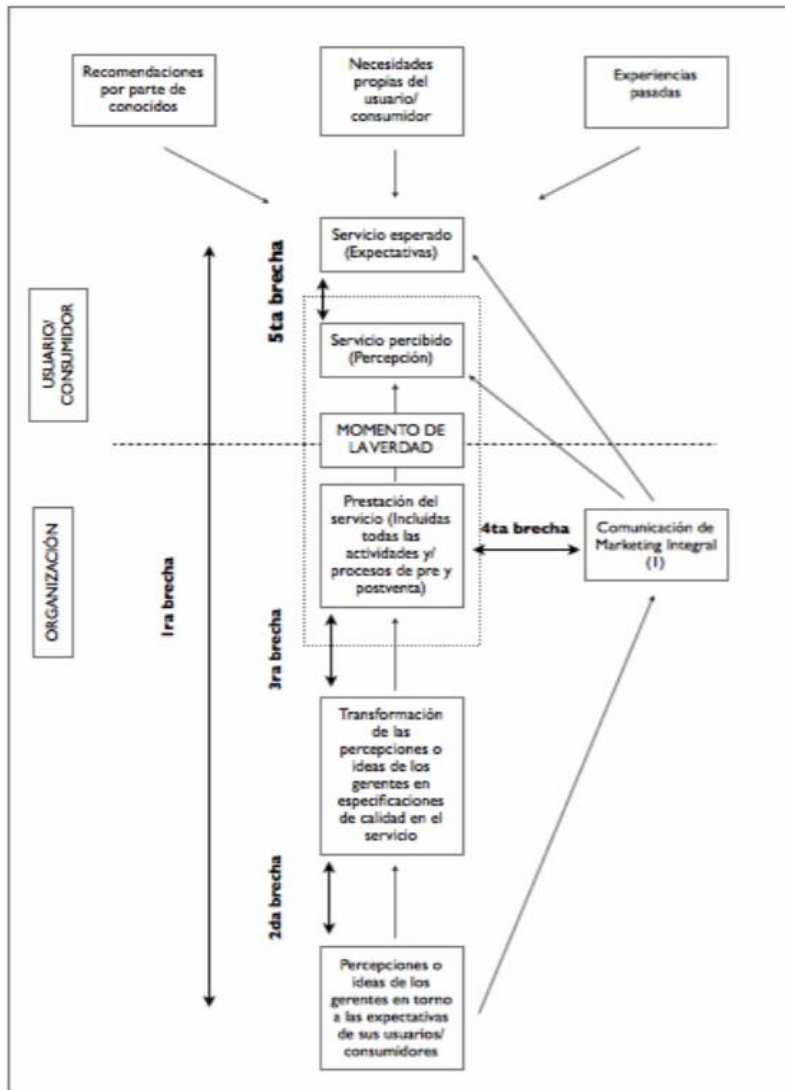 Recomendaciones
por parte de
conocidos
Necesidades
propias del
usuario/
consumidor
Experiencias
pasadas
Servicio esperado
(Expectativas)
5ta brecha
Servicio percibido
(Percepción)
USUARIO/
CONSUMIDOR
MOMENTO DE
LA VERDAD
Prestación del
servicio (Incluidas
todas las
actividades y/
procesos de pre y
postventa)
4ta brecha
Comunicación de
Marketing Integral
(1)
ORGANIZACIÓN
1ra brecha
3ra brecha
Transformación
de las
percepciones o
ideas de los
gerentes en
especificaciones
de calidad en el
servicio
2da brecha
Percepciones o
ideas de los
gerentes en torno
a las expectativas
de sus usuarios/
consumidores